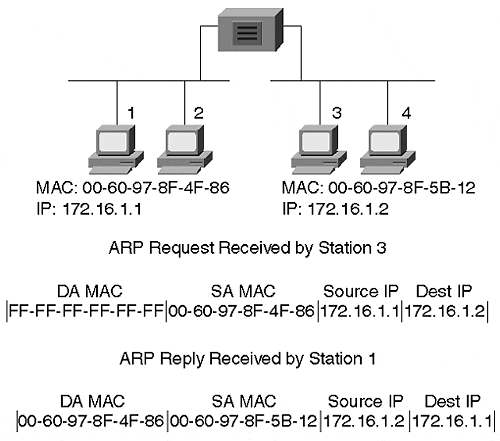 1 2 3 4
MAC: 00-60-97-8F-4F-86 MAC: 00-60-97-8F-5B-12
IP: 172.16.1.1 IP: 172.16.1.2
ARP Request Received by Station 3
DA MAC SA MAC Source IP Dest IP
|FF-FF-FF-FF-FF-FF|00-60-97-8F-4F-86|172.16.1.1|172.16.1.2|
ARP Reply Received by Station 1
DA MAC SA MAC Source IP Dest IP
|00-60-97-8F-4F-86|00-60-97-8F-5B-12|172.16.1.2|172.16.1.1|